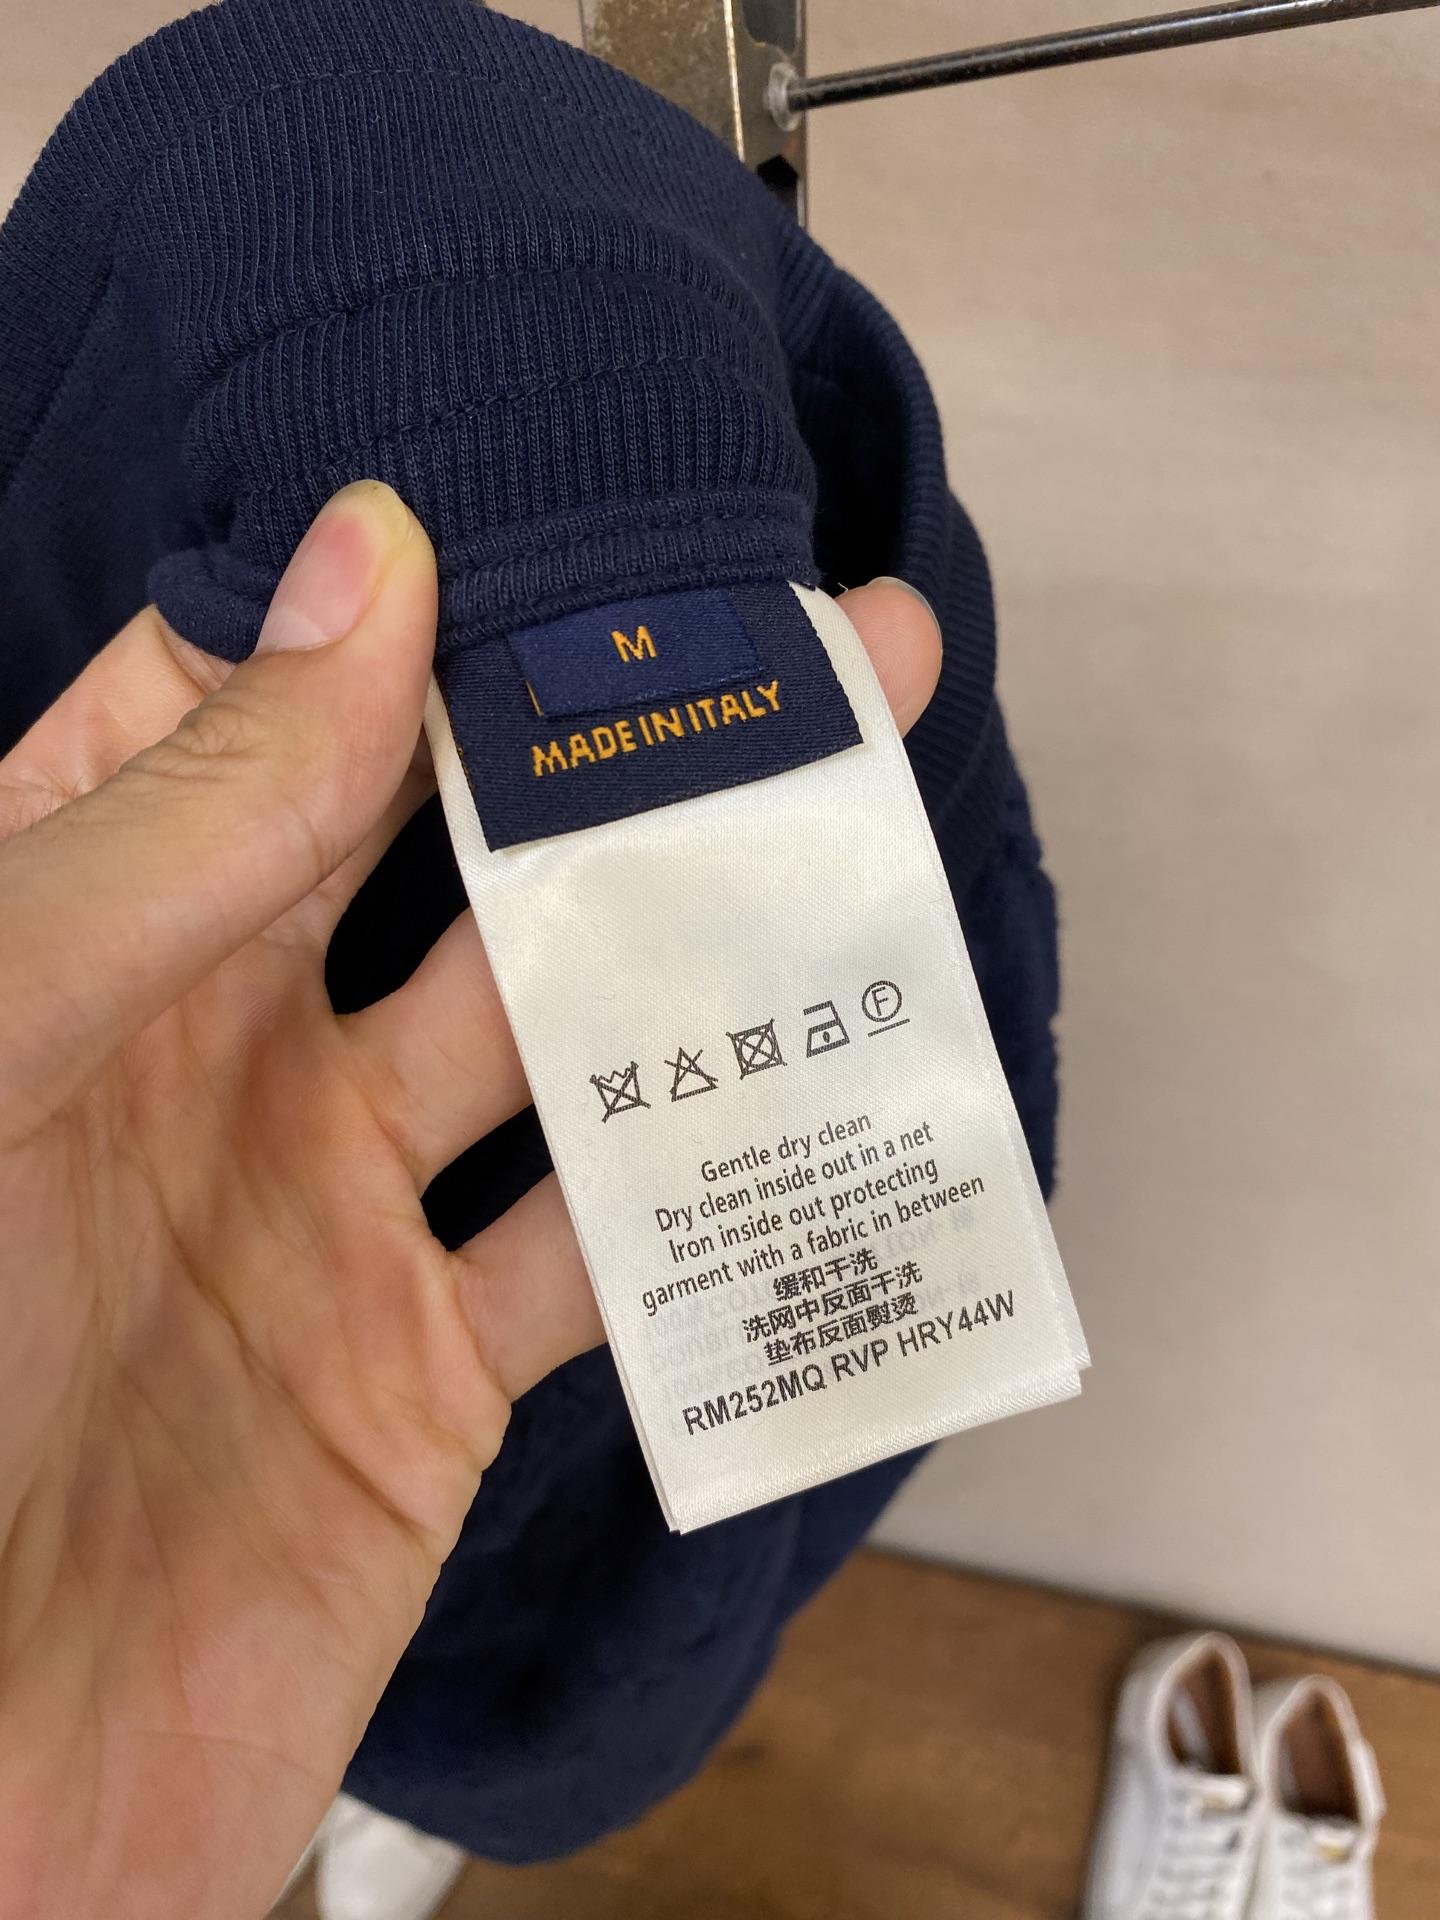 M
MADE IN ITALY
F
Gentle dry clean
Dry clean inside out in a net
Iron inside out protecting
garment with a fabric in between
缓和干洗
洗网中反面干洗
垫布反面熨烫
RM252MQ RVP HRY44W